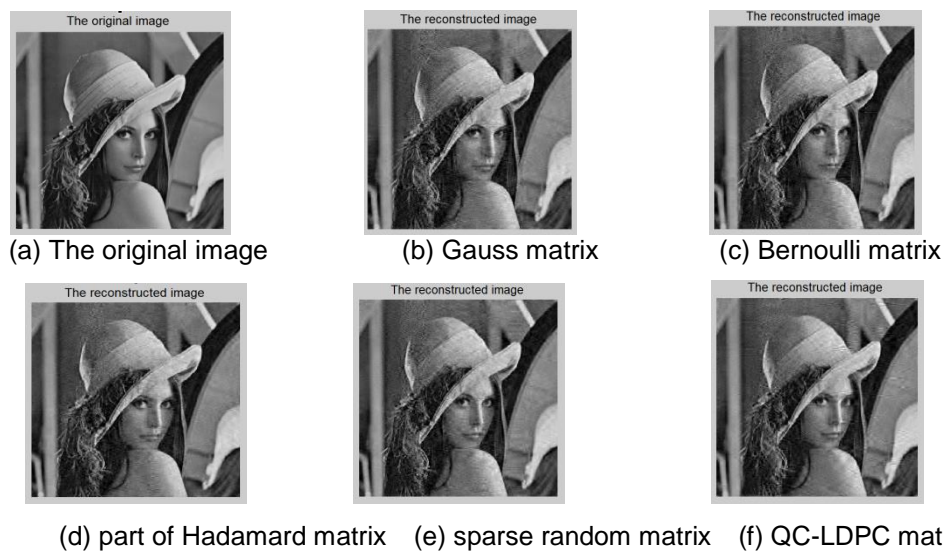 The original image
The reconstructed image
The reconstructed image
(a) The original image
(b) Gauss matrix
(c) Bernoulli matrix
The reconstructed image
The reconstructed image
The reconstructed image
(d) part of Hadamard matrix
(e) sparse random matrix
(f) QC-LDPC mat